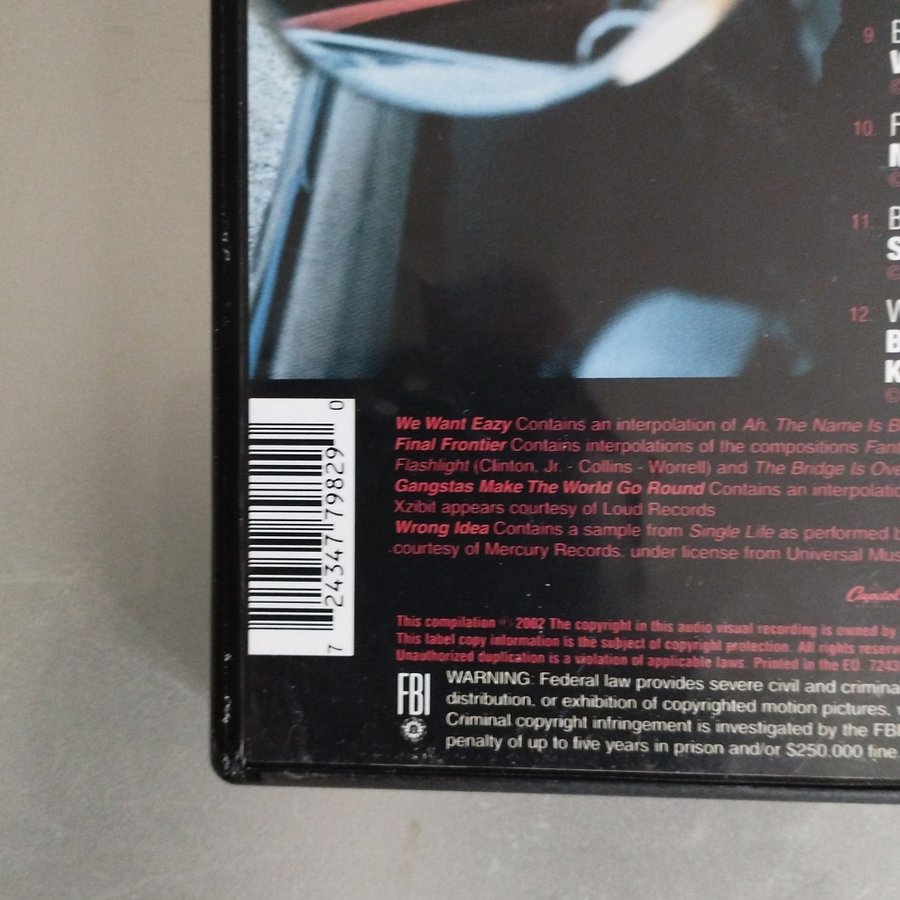 9
10.
F
11.
B
S
12.
W
B
K
We Want Eazy Contains an interpolation of Ah, The Name Is B
Final Frontier Contains interpolations of the compositions Fant
Flashlight (Clinton, Jr. - Collins - Worrell) and The Bridge Is Ove
Gangstas Make The World Go Round Contains an interpolatio
Xzibit appears courtesy of Loud Records
Wrong Idea Contains a sample from Single Life as performed b
courtesy of Mercury Records, under license from Universal Mus
Capitol
This compilation ℗ 2002 The copyright in this audio visual recording is owned by
This label copy information is the subject of copyright protection. All rights reserv
Unauthorized duplication is a violation of applicable laws. Printed in the EU. 7243
FBI
WARNING: Federal law provides severe civil and crimina
distribution, or exhibition of copyrighted motion pictures, v
Criminal copyright infringement is investigated by the FBI
penalty of up to five years in prison and/or $250.000 fine.
7 24347 79829 0